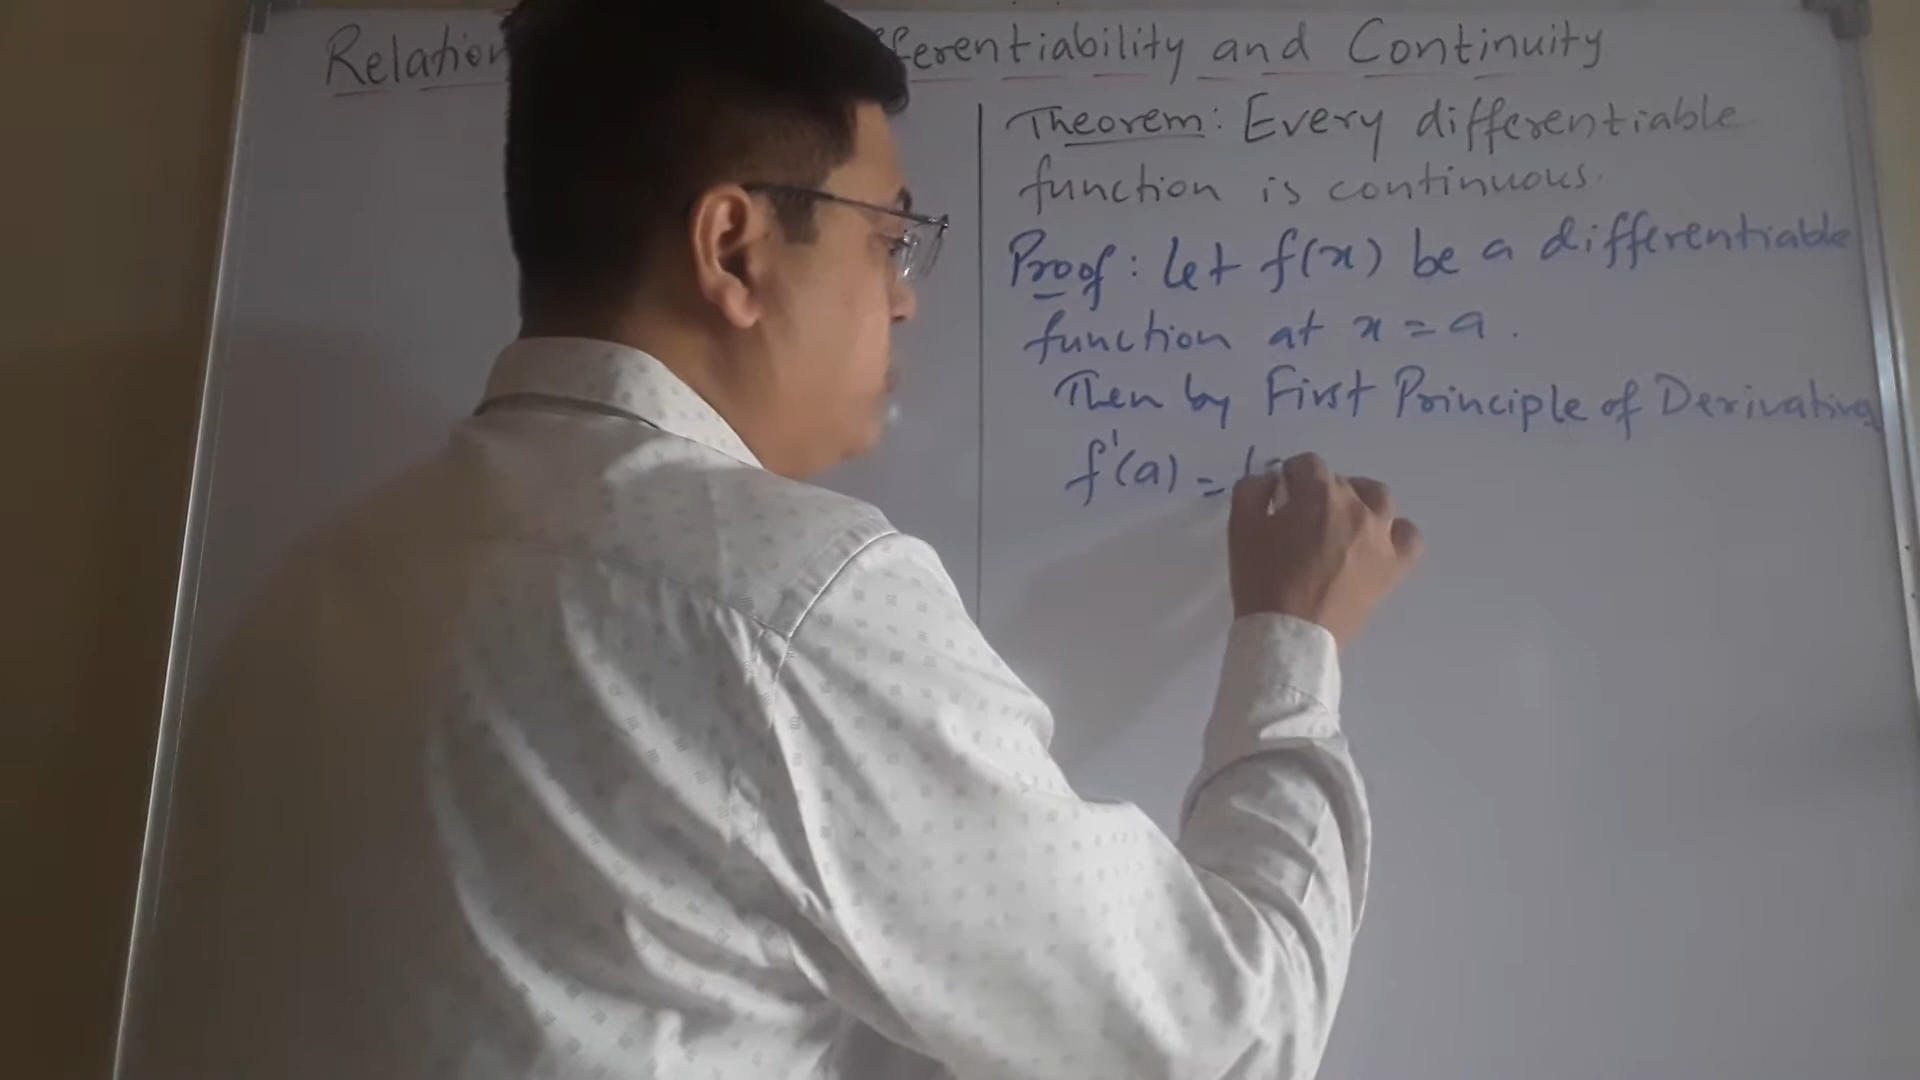 Relation fferentiability and Continuity
Theorem: Every differentiable
function is continuous.
Proof: Let f(x) be a differentiable
function at x = a.
Then by First Principle of Derivative
f'(a) =